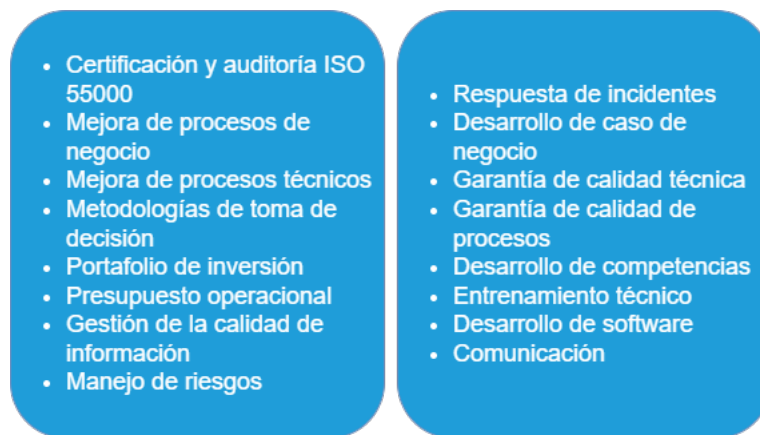 • Certificación y auditoría ISO
55000
• Mejora de procesos de
negocio
• Mejora de procesos técnicos
• Metodologías de toma de
decisión
• Portafolio de inversión
• Presupuesto operacional
• Gestión de la calidad de
información
• Manejo de riesgos
• Respuesta de incidentes
• Desarrollo de caso de
negocio
• Garantía de calidad técnica
• Garantía de calidad de
procesos
• Desarrollo de competencias
• Entrenamiento técnico
• Desarrollo de software
• Comunicación